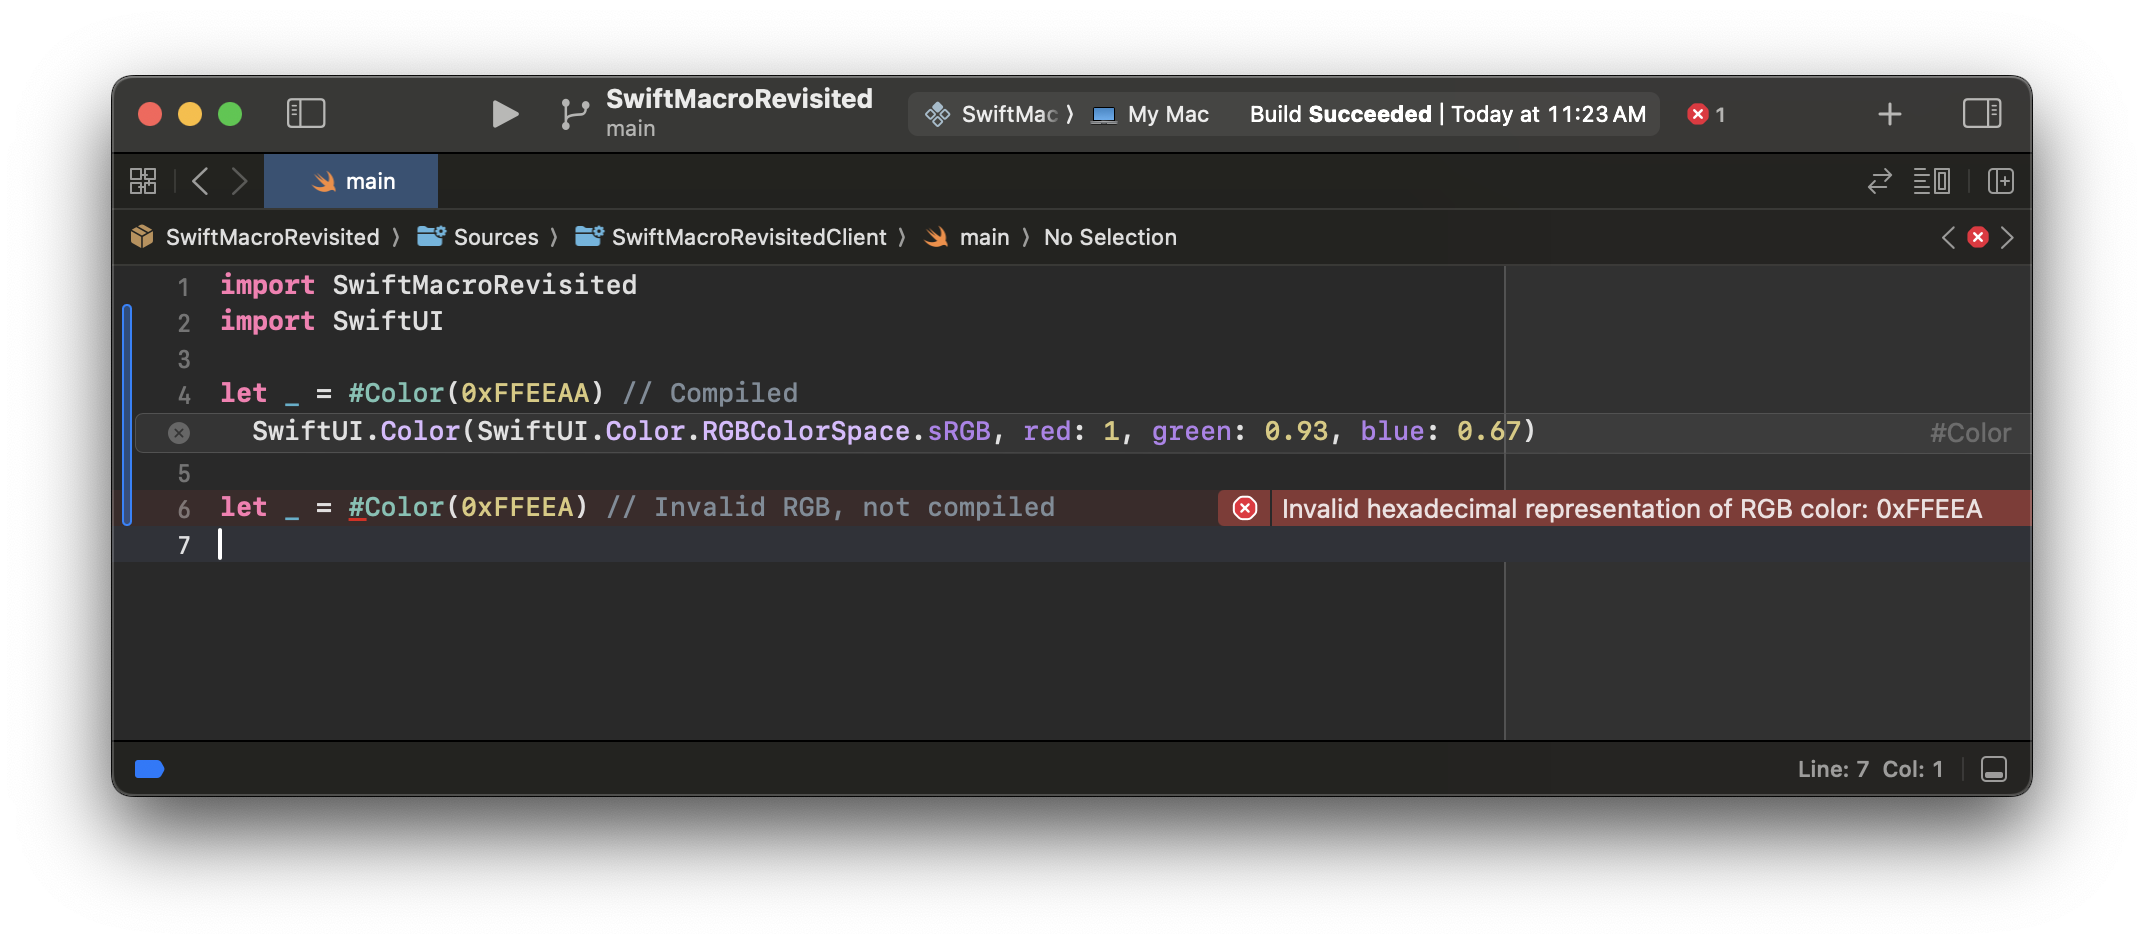 SwiftMacroRevisited
main
SwiftMac ⟩ My Mac Build Succeeded | Today at 11:23 AM 1
main
SwiftMacroRevisited ⟩ Sources ⟩ SwiftMacroRevisitedClient ⟩ main ⟩ No Selection
1 import SwiftMacroRevisited
2 import SwiftUI
3
4 let _ = #Color(0xFFEEAA) // Compiled
SwiftUI.Color(SwiftUI.Color.RGBColorSpace.sRGB, red: 1, green: 0.93, blue: 0.67) #Color
5
6 let _ = #Color(0xFFEEA) // Invalid RGB, not compiled Invalid hexadecimal representation of RGB color: 0xFFEEA
7
Line: 7 Col: 1